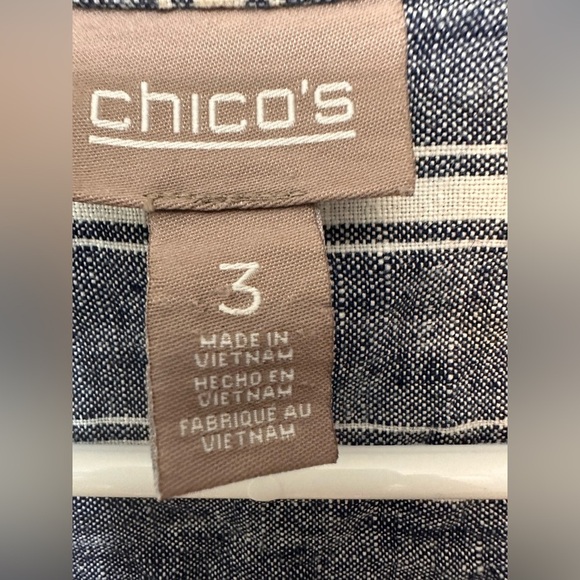 chico's
3
MADE IN
VIETNAM
HECHO EN
VIETNAM
FABRIQUE AU
VIETNAM